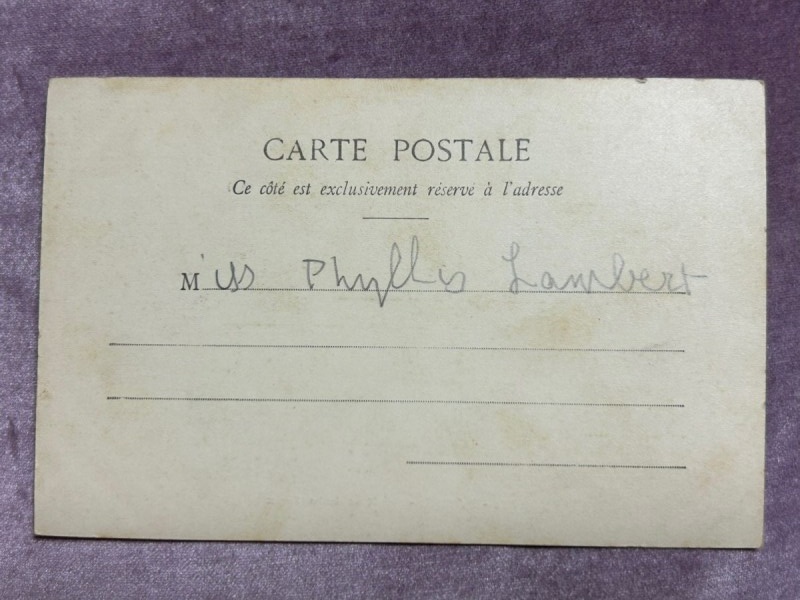 CARTE POSTALE
Ce côté est exclusivement réservé à l'adresse
Miss Phyllis Lambert